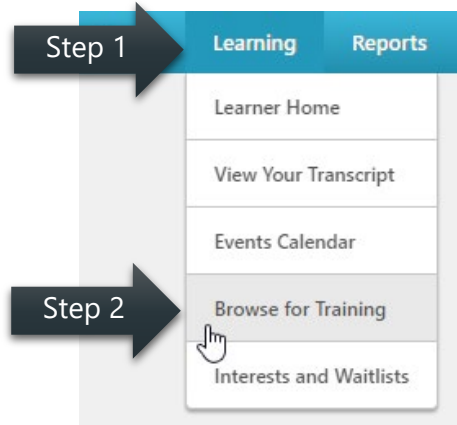 Step 1
Learning Reports
Learner Home
View Your Transcript
Events Calendar
Step 2
Browse for Training
Interests and Waitlists